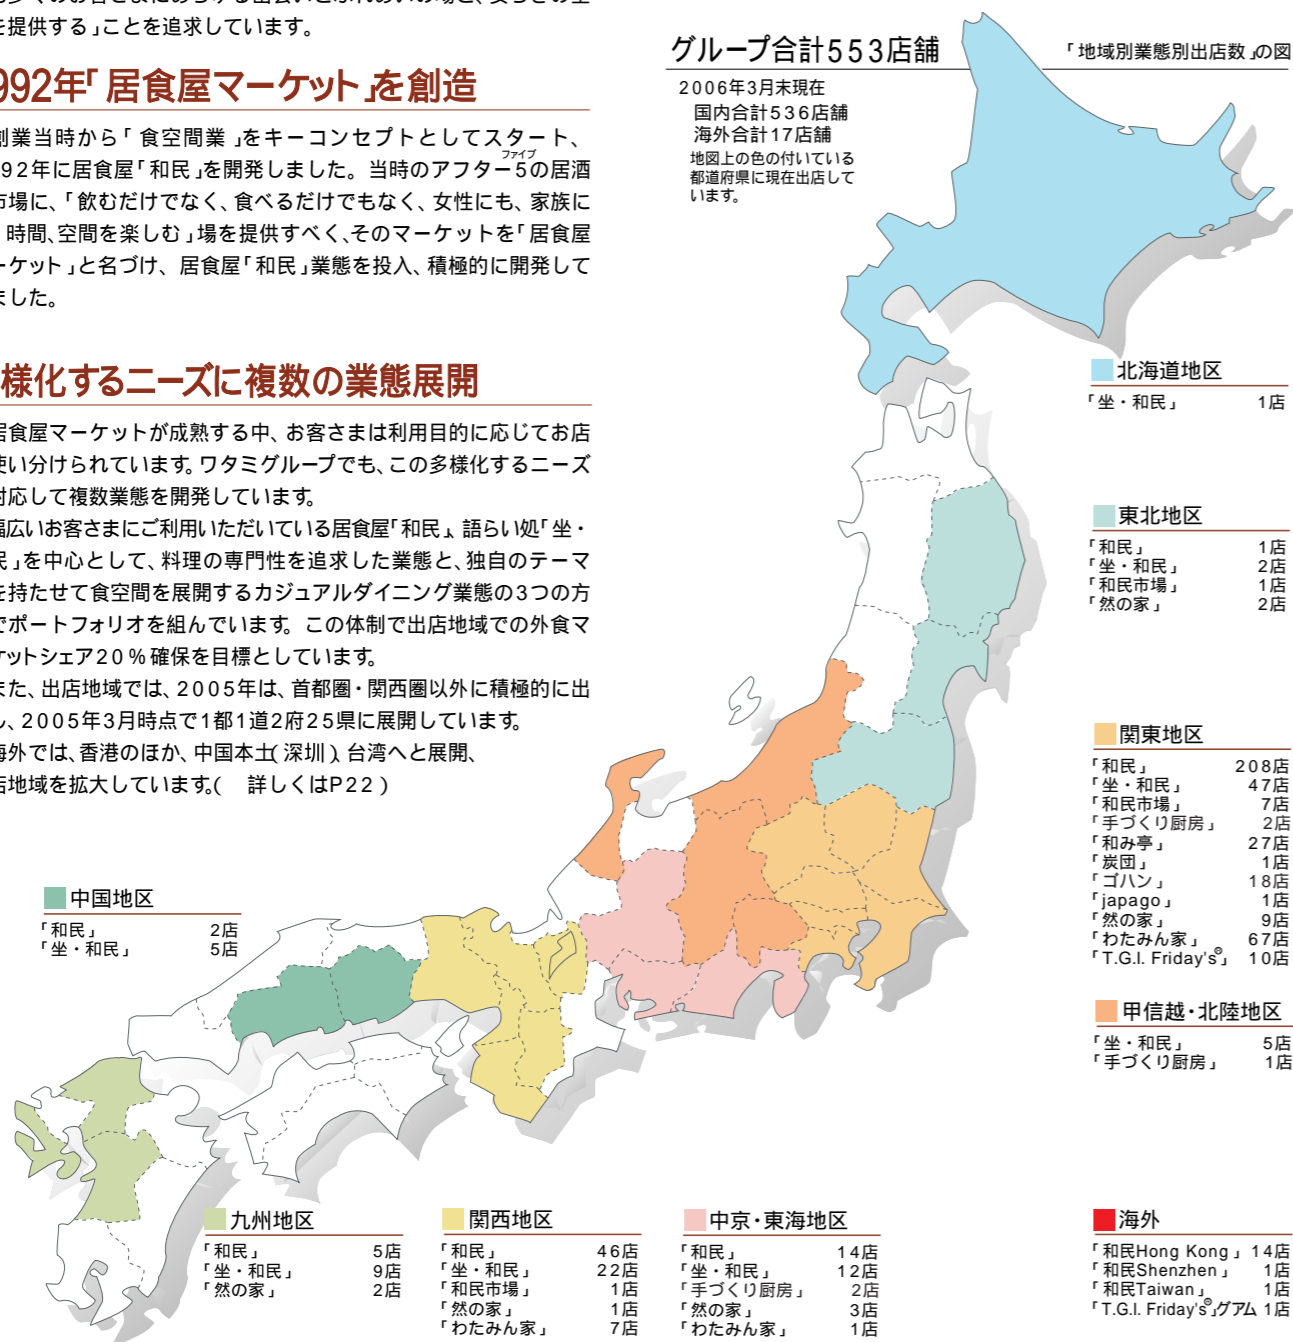 を提供する」ことを追求しています。
992年「居食屋マーケット」を創造
創業当時から「食空間業」をキーコンセプトとしてスタート、
92年に居食屋「和民」を開発しました。当時のアフター5の居酒
ファイブ
市場に、「飲むだけでなく、食べるだけでもなく、女性にも、家族に
時間、空間を楽しむ」場を提供すべく、そのマーケットを「居食屋
ーケット」と名づけ、居食屋「和民」業態を投入、積極的に開発して
ました。
様化するニーズに複数の業態展開
居食屋マーケットが成熟する中、お客さまは利用目的に応じてお店
使い分けられています。ワタミグループでも、この多様化するニーズ
対応して複数業態を開発しています。
幅広いお客さまにご利用いただいている居食屋「和民」、語らい処「坐・
民」を中心として、料理の専門性を追求した業態と、独自のテーマ
を持たせて食空間を展開するカジュアルダイニング業態の3つの方
でポートフォリオを組んでいます。この体制で出店地域での外食マ
ケットシェア20%確保を目標としています。
また、出店地域では、2005年は、首都圏・関西圏以外に積極的に出
し、2005年3月時点で1都1道2府25県に展開しています。
海外では、香港のほか、中国本土(深圳)、台湾へと展開、
店地域を拡大しています。( 詳しくはP22)
グループ合計553店舗
「地域別業態別出店数」の図
2006年3月末現在
国内合計536店舗
海外合計17店舗
地図上の色の付いている
都道府県に現在出店して
います。
北海道地区
「坐・和民」 1店
東北地区
「和民」 1店
「坐・和民」 2店
「和民市場」 1店
「然の家」 2店
関東地区
「和民」 208店
「坐・和民」 47店
「和民市場」 7店
「手づくり厨房」 2店
「和み亭」 27店
「炭団」 1店
「ゴハン」 18店
「japago」 1店
「然の家」 9店
「わたみん家」 67店
「T.G.I. Friday's®」 10店
甲信越・北陸地区
「坐・和民」 5店
「手づくり厨房」 1店
中国地区
「和民」 2店
「坐・和民」 5店
九州地区
「和民」 5店
「坐・和民」 9店
「然の家」 2店
関西地区
「和民」 46店
「坐・和民」 22店
「和民市場」 1店
「然の家」 1店
「わたみん家」 7店
中京・東海地区
「和民」 14店
「坐・和民」 12店
「手づくり厨房」 2店
「然の家」 3店
「わたみん家」 1店
海外
「和民Hong Kong」 14店
「和民Shenzhen」 1店
「和民Taiwan」 1店
「T.G.I. Friday's®」グアム 1店